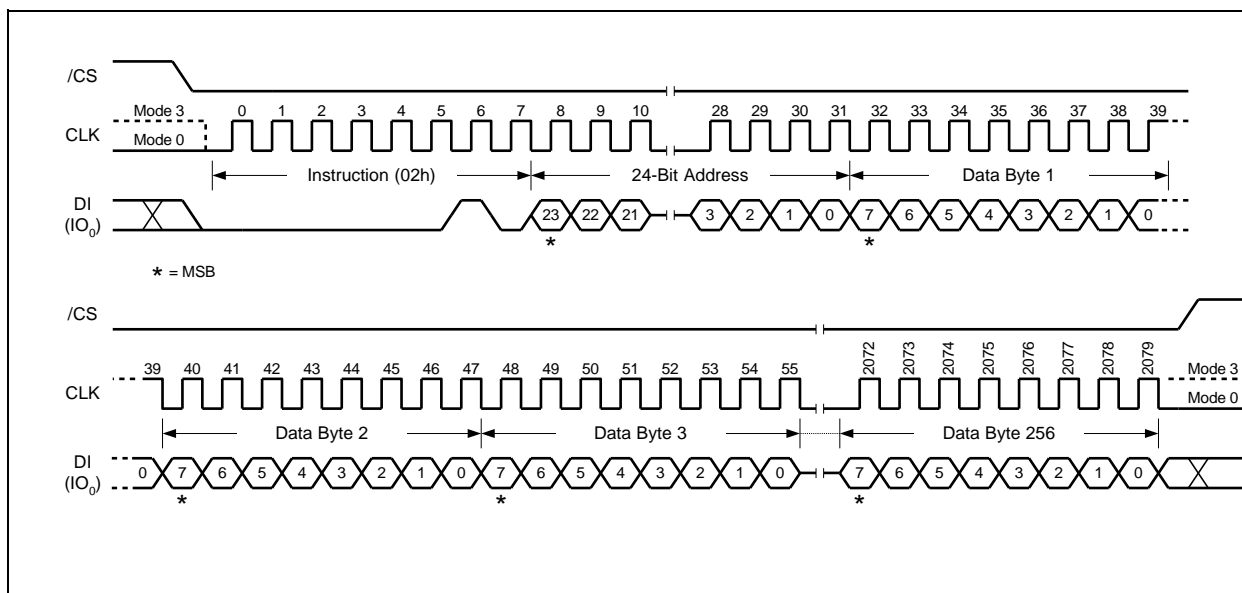 /CS
Mode 3
0 1 2 3 4 5 6 7 8 9 10 28 29 30 31 32 33 34 35 36 37 38 39
CLK
Mode 0
Instruction (02h) 24-Bit Address Data Byte 1
DI
(IO0)
23 22 21 3 2 1 0 7 6 5 4 3 2 1 0
* *
* = MSB
/CS
39 40 41 42 43 44 45 46 47 48 49 50 51 52 53 54 55 2072 2073 2074 2075 2076 2077 2078 2079
Mode 3
CLK
Mode 0
Data Byte 2 Data Byte 3 Data Byte 256
DI
(IO0)
0 7 6 5 4 3 2 1 0 7 6 5 4 3 2 1 0 7 6 5 4 3 2 1 0
* * *